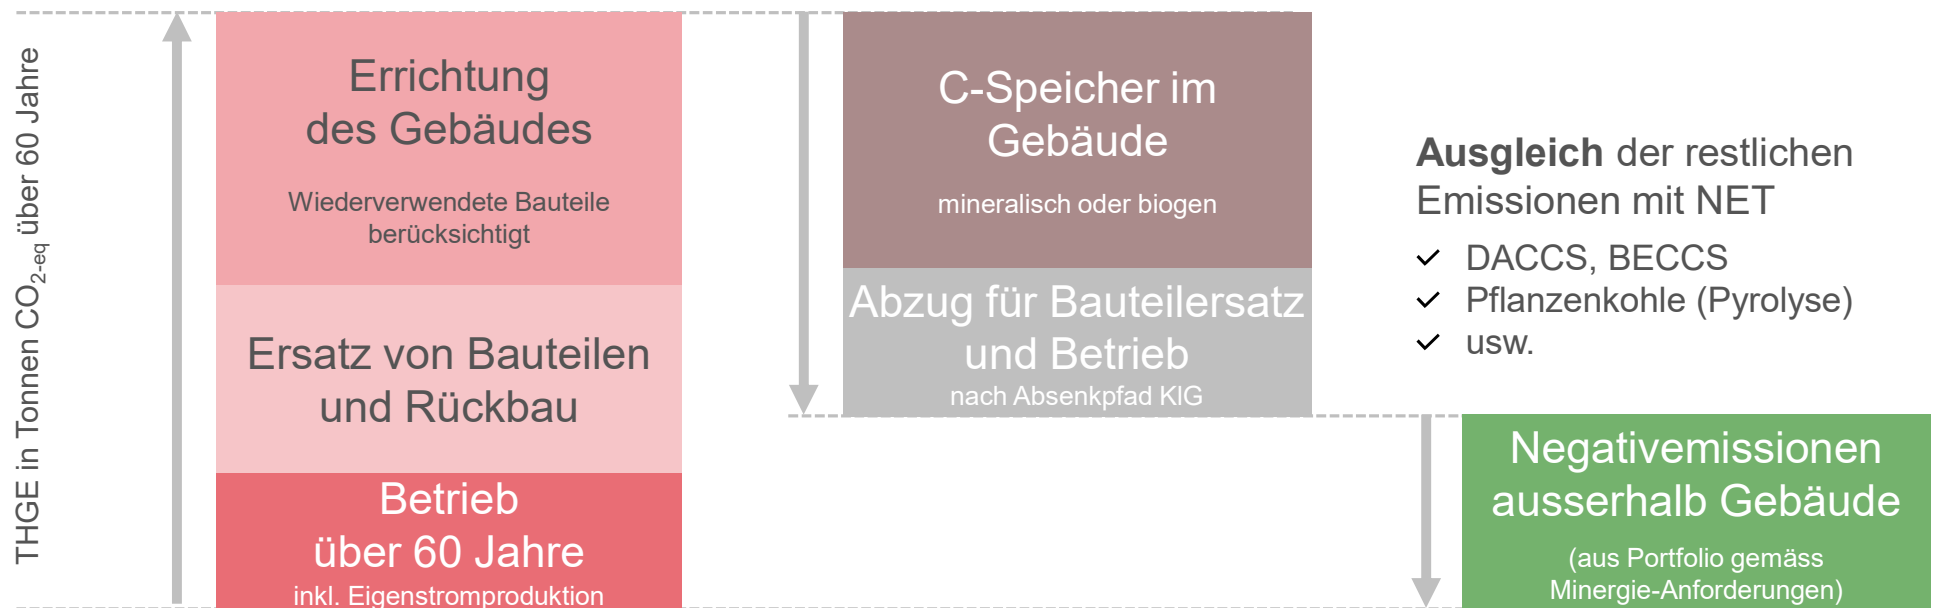 THGE in Tonnen CO2-eq über 60 Jahre
Errichtung
des Gebäudes
Wiederverwendete Bauteile
berücksichtigt
Ersatz von Bauteilen
und Rückbau
Betrieb
über 60 Jahre
inkl. Eigenstromproduktion
C-Speicher im
Gebäude
mineralisch oder biogen
Abzug für Bauteilersatz
und Betrieb
nach Absenkpfad KlG
Ausgleich der restlichen
Emissionen mit NET
✓ DACCS, BECCS
✓ Pflanzenkohle (Pyrolyse)
✓ usw.
Negativemissionen
ausserhalb Gebäude
(aus Portfolio gemäss
Minergie-Anforderungen)